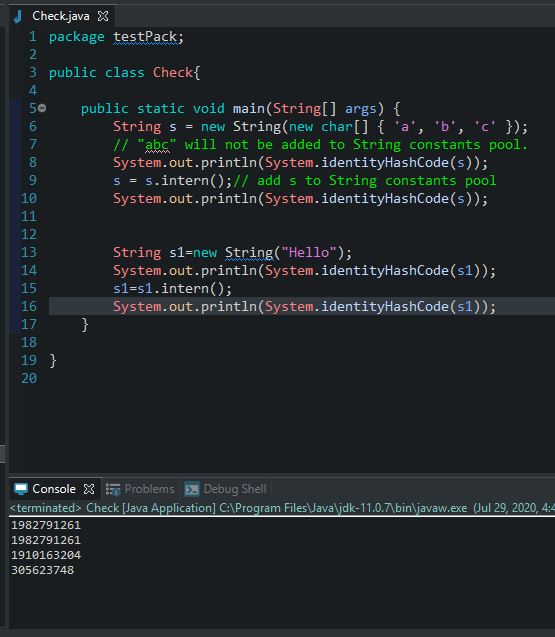 Check.java
1 package testPack;
2
3 public class Check{
4
5 public static void main(String[] args) {
6 String s = new String(new char[] { 'a', 'b', 'c' });
7 // "abc" will not be added to String constants pool.
8 System.out.println(System.identityHashCode(s));
9 s = s.intern();// add s to String constants pool
10 System.out.println(System.identityHashCode(s));
11
12
13 String s1=new String("Hello");
14 System.out.println(System.identityHashCode(s1));
15 s1=s1.intern();
16 System.out.println(System.identityHashCode(s1));
17 }
18
19 }
20
Console Problems Debug Shell
<terminated> Check [Java Application] C:\Program Files\Java\jdk-11.0.7\bin\javaw.exe (Jul 29, 2020, 4:4
1982791261
1982791261
1910163204
305623748